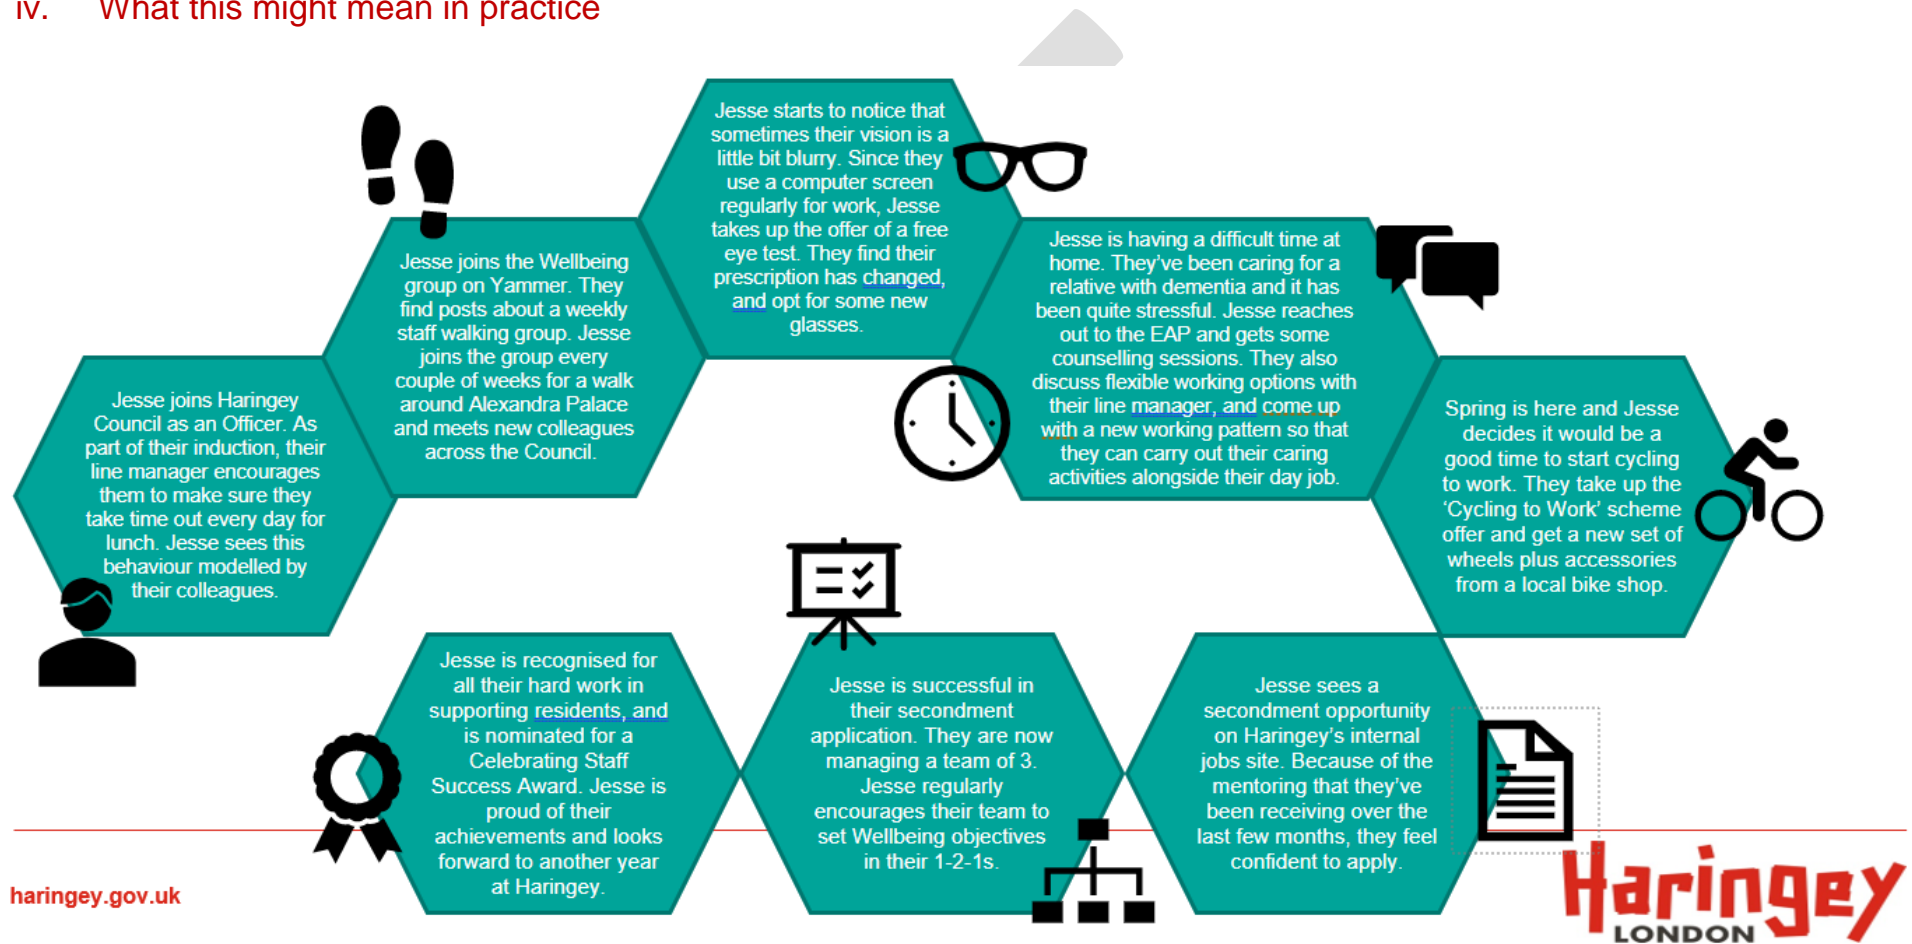 iv. What this might mean in practice
Jesse joins Haringey
Council as an Officer. As
part of their induction, their
line manager encourages
them to make sure they
take time out every day for
lunch. Jesse sees this
behaviour modelled by
their colleagues.
Jesse joins the Wellbeing
group on Yammer. They
find posts about a weekly
staff walking group. Jesse
joins the group every
couple of weeks for a walk
around Alexandra Palace
and meets new colleagues
across the Council.
Jesse starts to notice that
sometimes their vision is a
little bit blurry. Since they
use a computer screen
regularly for work, Jesse
takes up the offer of a free
eye test. They find their
prescription has changed,
and opt for some new
glasses.
Jesse is having a difficult time at
home. They've been caring for a
relative with dementia and it has
been quite stressful. Jesse reaches
out to the EAP and gets some
counselling sessions. They also
discuss flexible working options with
their line manager, and come up
with a new working pattern so that
they can carry out their caring
activities alongside their day job.
Spring is here and Jesse
decides it would be a
good time to start cycling
to work. They take up the
'Cycling to Work' scheme
offer and get a new set of
wheels plus accessories
from a local bike shop.
Jesse sees a
secondment opportunity
on Haringey's internal
jobs site. Because of the
mentoring that they've
been receiving over the
last few months, they feel
confident to apply.
Jesse is successful in
their secondment
application. They are now
managing a team of 3.
Jesse regularly
encourages their team to
set Wellbeing objectives
in their 1-2-1s.
Jesse is recognised for
all their hard work in
supporting residents, and
is nominated for a
Celebrating Staff
Success Award. Jesse is
proud of their
achievements and looks
forward to another year
at Haringey.
haringey.gov.uk
Haringey
LONDON